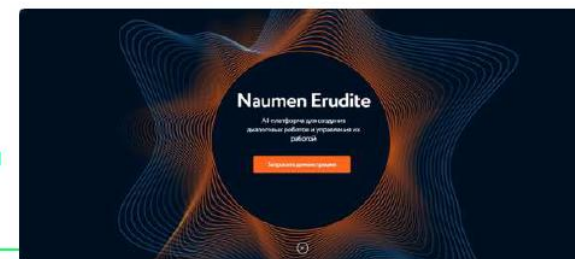 Naumen Erudite
AI-платформа для создания
диалоговых роботов и управления их
работой
Запросить демонстрацию